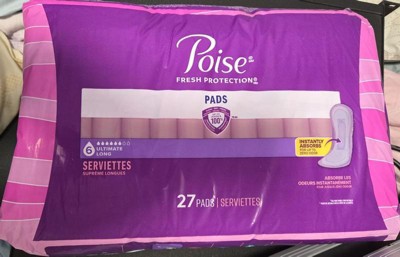 Poise
FRESH PROTECTION
PADS
100%
6 ULTIMATE
LONG
SERVIETTES
SUPRÊME LONGUES
INSTANTLY
ABSORBS
ABSORBE LES
ODEURS INSTANTANÉMENT
27 PADS | SERVIETTES